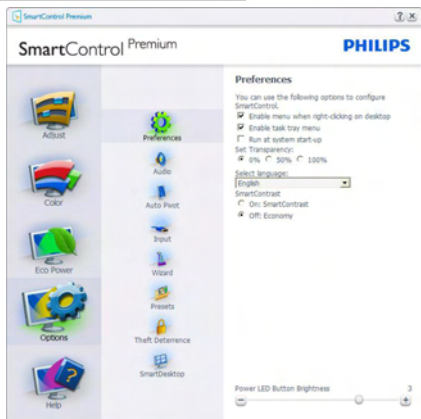 SmartControl Premium
SmartControl Premium
PHILIPS
Adjust
Color
Eco Power
Options
Help
Preferences
Audio
Auto Pivot
Input
Wizard
Presets
Theft Deterrence
SmartDesktop
Preferences
You can use the following options to configure
SmartControl.
Enable menu when right-clicking on desktop
Enable task tray menu
Run at system start-up
Set Transparency:
0% 50% 100%
Select language:
English
SmartContrast
On: SmartContrast
Off: Economy
Power LED Button Brightness 3